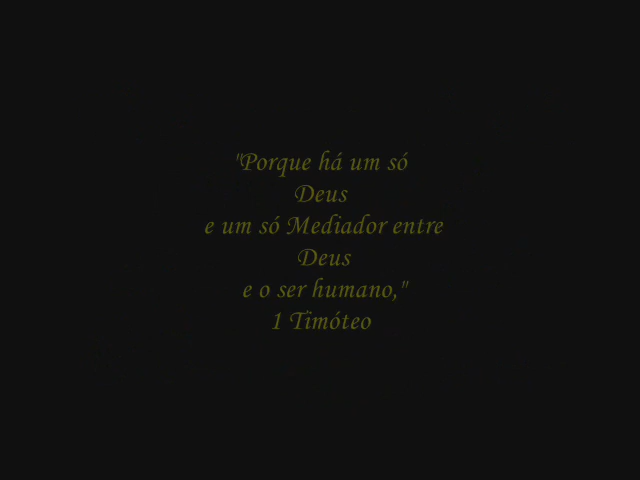 "Porque há um só
Deus
e um só Mediador entre
Deus
e o ser humano,"
1 Timóteo